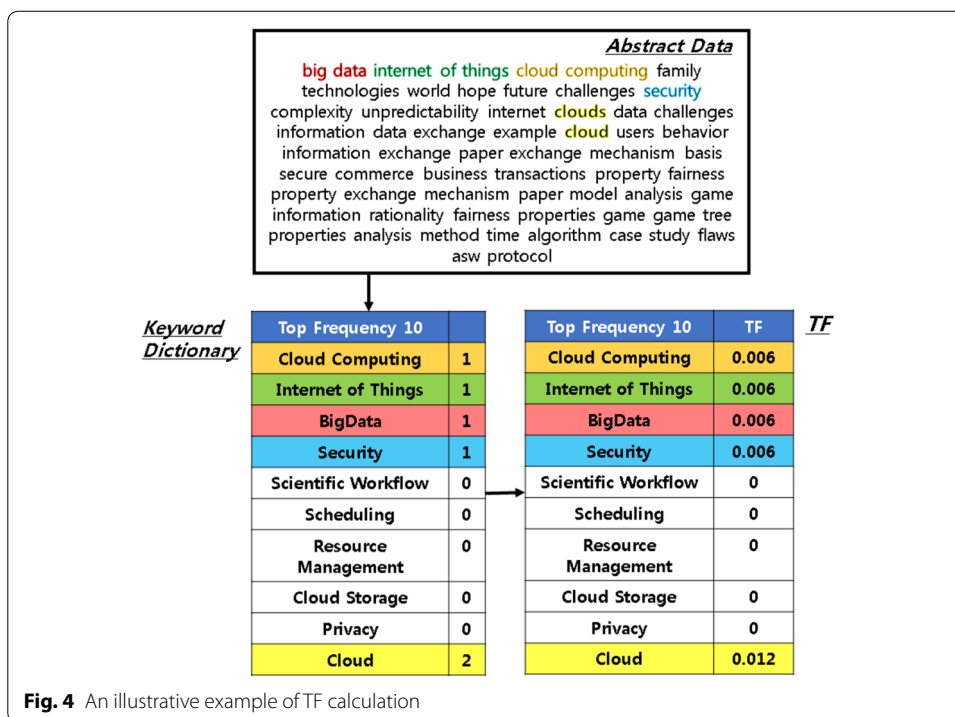 Abstract Data
big data internet of things cloud computing family
technologies world hope future challenges security
complexity unpredictability internet clouds data challenges
information data exchange example cloud users behavior
information exchange paper exchange mechanism basis
secure commerce business transactions property fairness
property exchange mechanism paper model analysis game
information rationality fairness properties game game tree
properties analysis method time algorithm case study flaws
asw protocol
Keyword
Dictionary
Top Frequency 10
Cloud Computing 1
Internet of Things 1
BigData 1
Security 1
Scientific Workflow 0
Scheduling 0
Resource
Management 0
Cloud Storage 0
Privacy 0
Cloud 2
Top Frequency 10 TF
Cloud Computing 0.006
Internet of Things 0.006
BigData 0.006
Security 0.006
Scientific Workflow 0
Scheduling 0
Resource
Management 0
Cloud Storage 0
Privacy 0
Cloud 0.012
TF
Fig. 4 An illustrative example of TF calculation